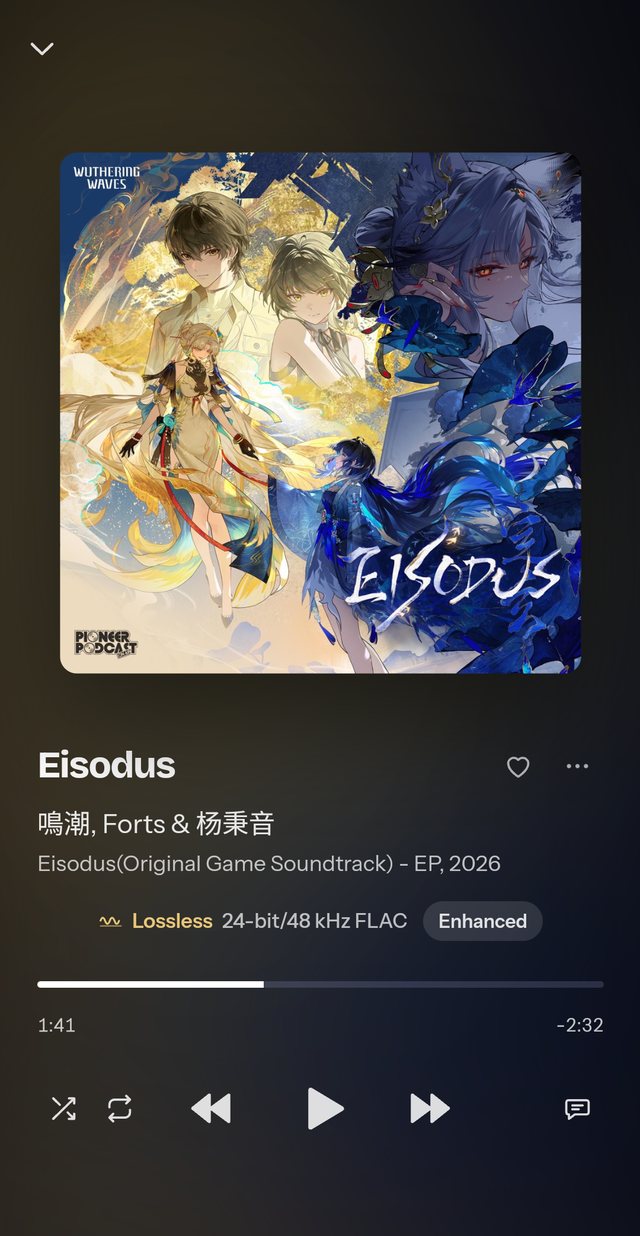 WUTHERING
WAVES
EISODUS
PIONEER
PODCAST
Eisodus
鳴潮, Forts & 杨秉音
Eisodus(Original Game Soundtrack) - EP, 2026
Lossless 24-bit/48 kHz FLAC Enhanced
1:41 -2:32